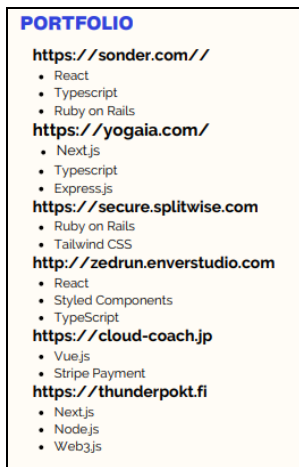 PORTFOLIO
https://sonder.com//
• React
• Typescript
• Ruby on Rails
https://yogaia.com/
• Next.js
• Typescript
• Express.js
https://secure.splitwise.com
• Ruby on Rails
• Tailwind CSS
http://zedrun.enverstudio.com
• React
• Styled Components
• TypeScript
https://cloud-coach.jp
• Vue.js
• Stripe Payment
https://thunderpokt.fi
• Next.js
• Node.js
• Web3.js